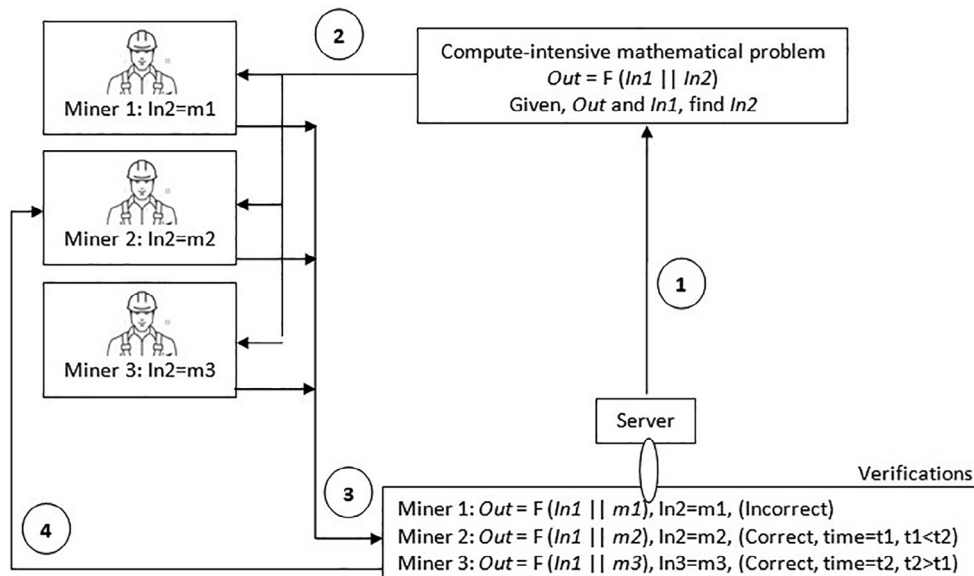 2
Compute-intensive mathematical problem
Out = F (In1 || In2)
Given, Out and In1, find In2
Miner 1: In2=m1
Miner 2: In2=m2
Miner 3: In2=m3
1
Server
Verifications
3
4
Miner 1: Out = F (In1 || m1), In2=m1, (Incorrect)
Miner 2: Out = F (In1 || m2), In2=m2, (Correct, time=t1, t1<t2)
Miner 3: Out = F (In1 || m3), In3=m3, (Correct, time=t2, t2>t1)